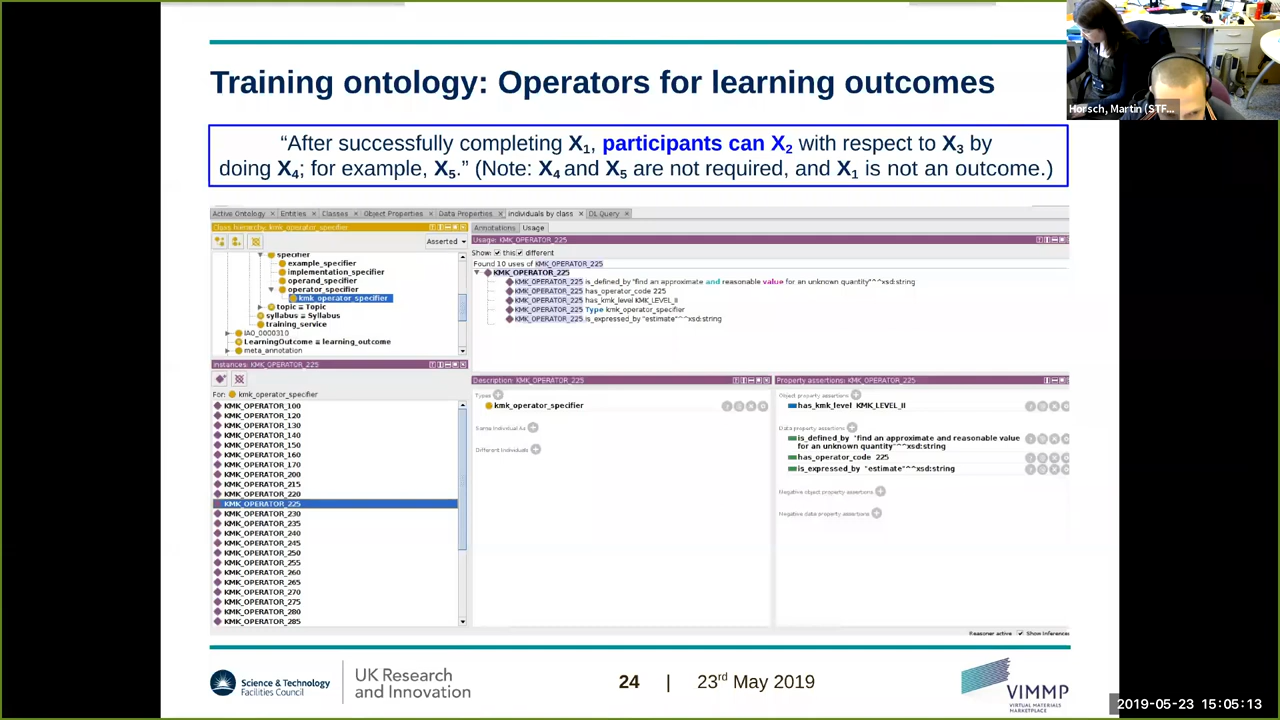 Training ontology: Operators for learning outcomes
Horsch, Martin (STF...
“After successfully completing X1, participants can X2 with respect to X3 by
doing X4; for example, X5.” (Note: X4 and X5 are not required, and X1 is not an outcome.)
Active Ontology × Entities × Classes × Object Properties × Data Properties × Individuals by class × DL Query ×
Class hierarchy: kmk_operator_specifier
Asserted
specifier
example_specifier
implementation_specifier
operand_specifier
operator_specifier
kmk_operator_specifier
topic ≡ Topic
syllabus ≡ Syllabus
training_service
IAO_0000310
LearningOutcome ≡ learning_outcome
meta_annotation
Annotations Usage
Usage: KMK_OPERATOR_225
Show: this different
Found 10 uses of KMK_OPERATOR_225
KMK_OPERATOR_225
KMK_OPERATOR_225 is_defined_by "find an approximate and reasonable value for an unknown quantity"^^xsd:string
KMK_OPERATOR_225 has_operator_code 225
KMK_OPERATOR_225 has_kmk_level KMK_LEVEL_II
KMK_OPERATOR_225 Type kmk_operator_specifier
KMK_OPERATOR_225 is_expressed_by "estimate"^^xsd:string
Instances: KMK_OPERATOR_225
For: kmk_operator_specifier
KMK_OPERATOR_100
KMK_OPERATOR_120
KMK_OPERATOR_130
KMK_OPERATOR_140
KMK_OPERATOR_150
KMK_OPERATOR_160
KMK_OPERATOR_170
KMK_OPERATOR_200
KMK_OPERATOR_215
KMK_OPERATOR_220
KMK_OPERATOR_225
KMK_OPERATOR_230
KMK_OPERATOR_235
KMK_OPERATOR_240
KMK_OPERATOR_245
KMK_OPERATOR_250
KMK_OPERATOR_255
KMK_OPERATOR_260
KMK_OPERATOR_265
KMK_OPERATOR_270
KMK_OPERATOR_275
KMK_OPERATOR_280
KMK_OPERATOR_285
Description: KMK_OPERATOR_225
Types
kmk_operator_specifier
Same Individual As
Different Individuals
Property assertions: KMK_OPERATOR_225
Object property assertions
has_kmk_level KMK_LEVEL_II
Data property assertions
is_defined_by "find an approximate and reasonable value
for an unknown quantity"^^xsd:string
has_operator_code 225
is_expressed_by "estimate"^^xsd:string
Negative object property assertions
Negative data property assertions
Reasoner active Show Inferences
Science & Technology
Facilities Council
UK Research
and Innovation
24 | 23rd May 2019
VIMMP
VIRTUAL MATERIALS
MARKETPLACE
2019-05-23 15:05:13